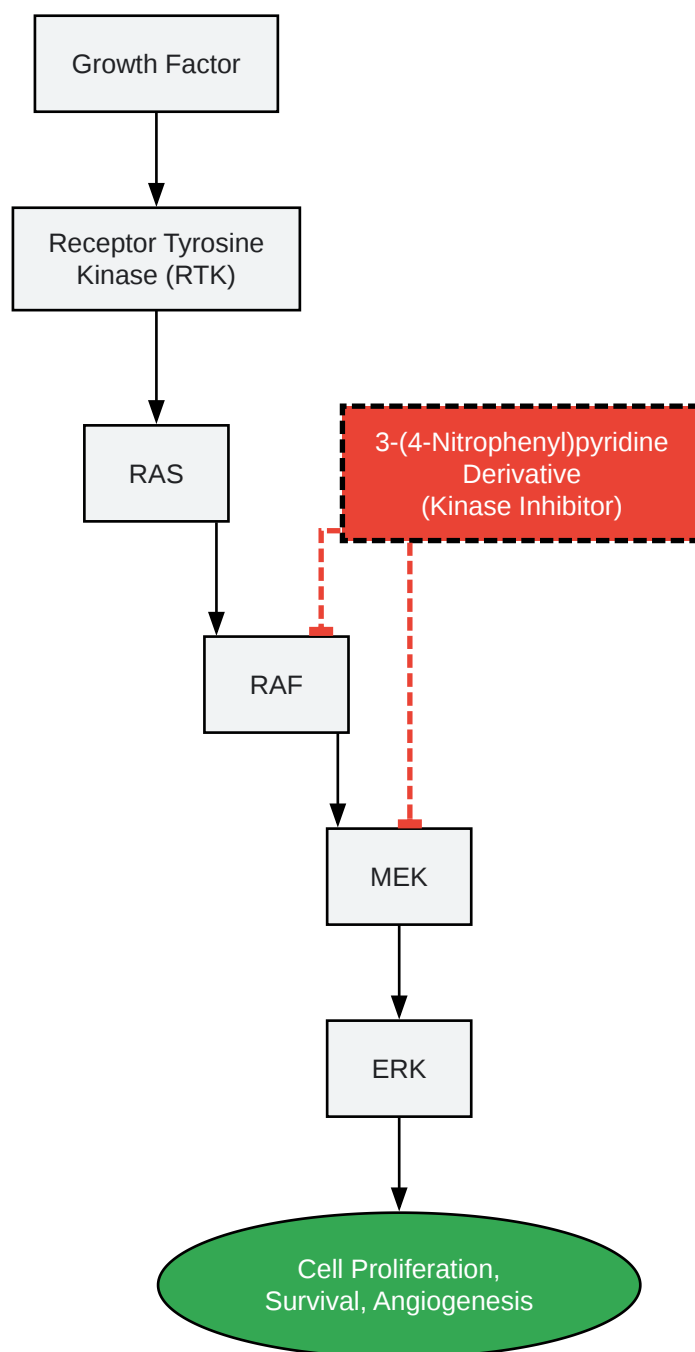 Growth Factor
Receptor Tyrosine
Kinase (RTK)
RAS
3-(4-Nitrophenyl)pyridine
Derivative
(Kinase Inhibitor)
RAF
MEK
ERK
Cell Proliferation,
Survival, Angiogenesis